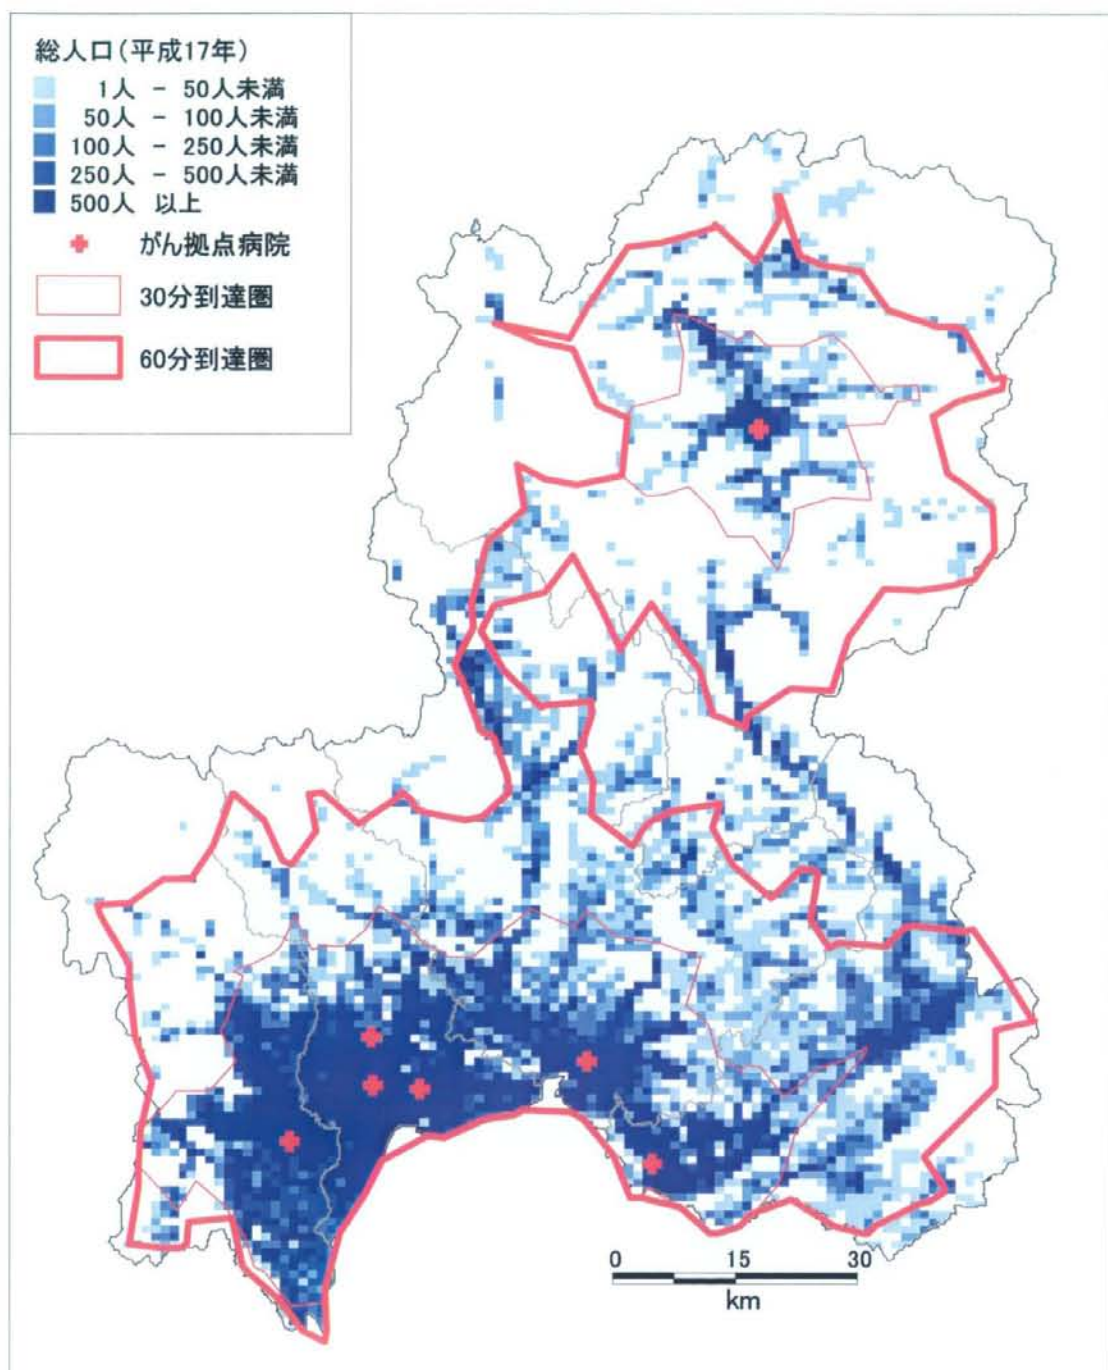 総人口(平成17年)
1人 - 50人未満
50人 - 100人未満
100人 - 250人未満
250人 - 500人未満
500人 以上
がん拠点病院
30分到達圏
60分到達圏
0 15 30
km